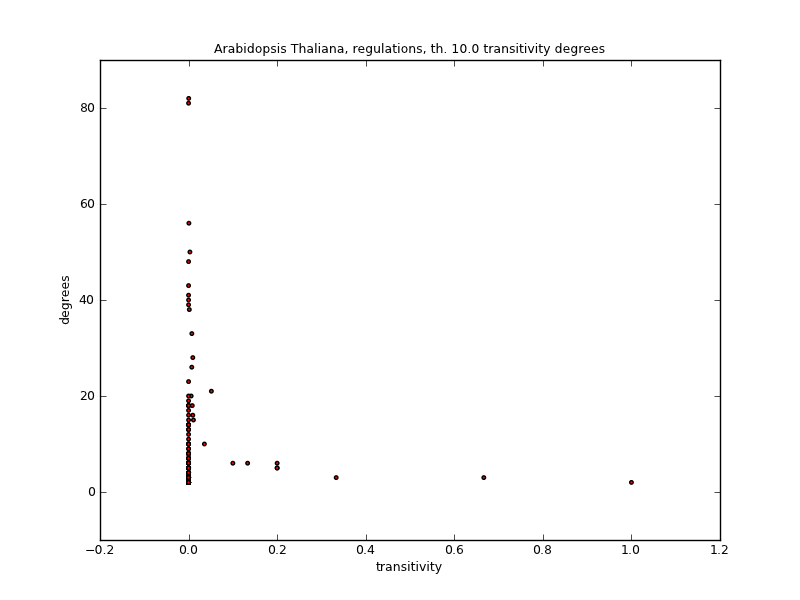 Arabidopsis Thaliana, regulations, th. 10.0 transitivity degrees
80
60
40
20
0
degrees
−0.2 0.0 0.2 0.4 0.6 0.8 1.0 1.2
transitivity